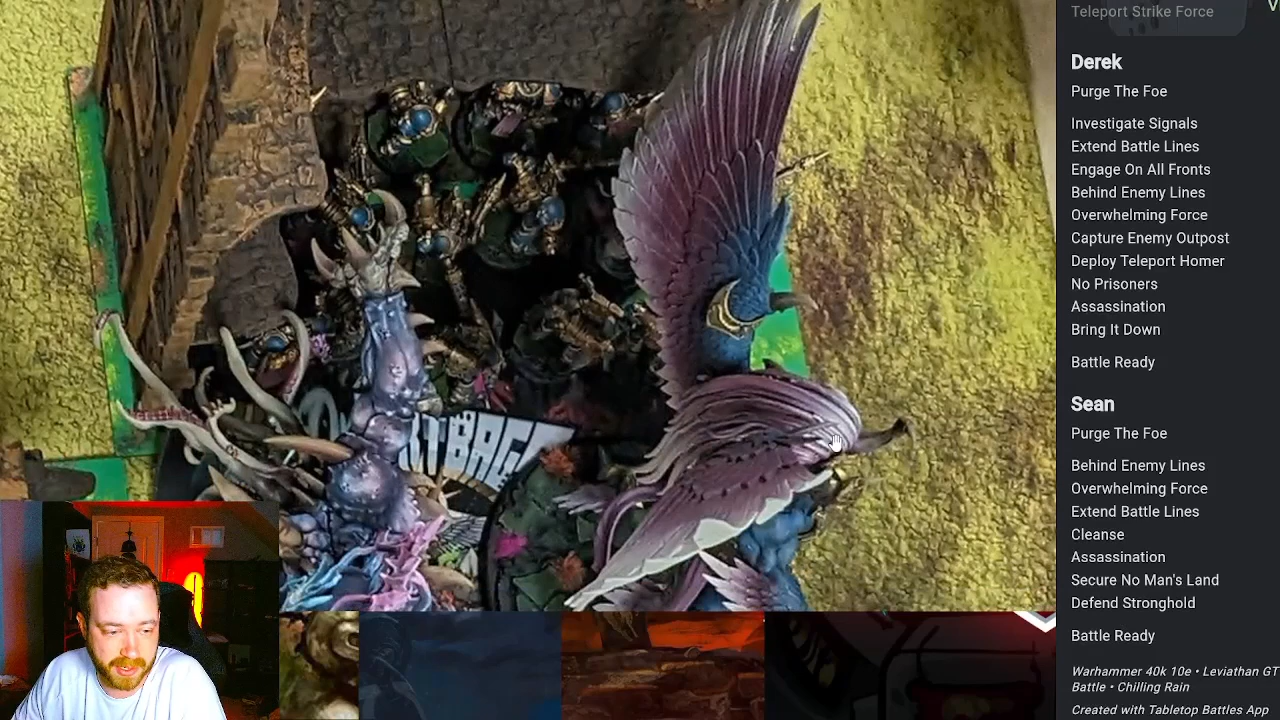 Teleport Strike Force
Derek
Purge The Foe
Investigate Signals
Extend Battle Lines
Engage On All Fronts
Behind Enemy Lines
Overwhelming Force
Capture Enemy Outpost
Deploy Teleport Homer
No Prisoners
Assassination
Bring It Down
Battle Ready
Sean
Purge The Foe
Behind Enemy Lines
Overwhelming Force
Extend Battle Lines
Cleanse
Assassination
Secure No Man's Land
Defend Stronghold
Battle Ready
Warhammer 40k 10e • Leviathan GT
Battle • Chilling Rain
Created with Tabletop Battles App